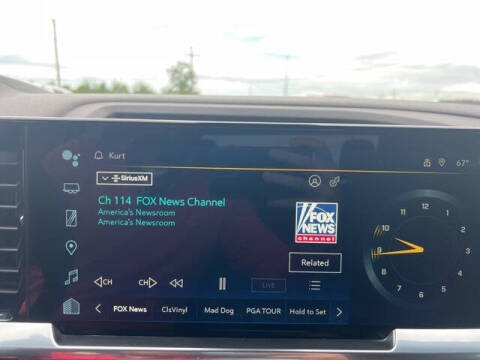 Kurt
67°
SiriusXM
Ch 114 FOX News Channel
America's Newsroom
America's Newsroom
FOX
NEWS
channel
Related
CH CH LIVE
FOX News ClsVinyl Mad Dog PGA TOUR Hold to Set
12
11 1
10 2
9 3
8 4
7 5
6